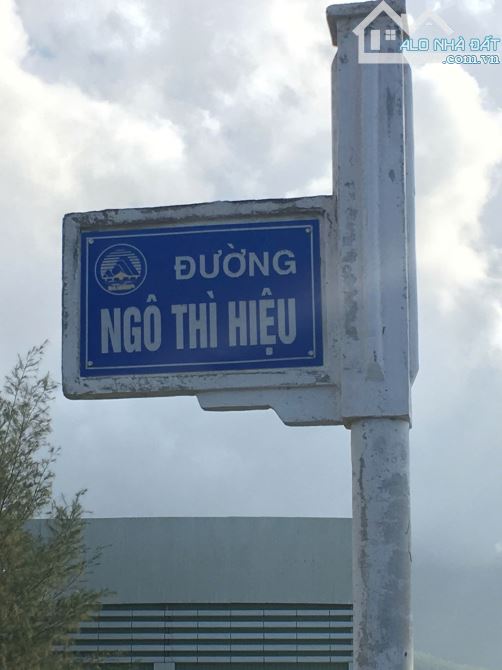 ALO NHÀ ĐẤT
.com.vn
ĐƯỜNG
NGÔ THÌ HIỆU